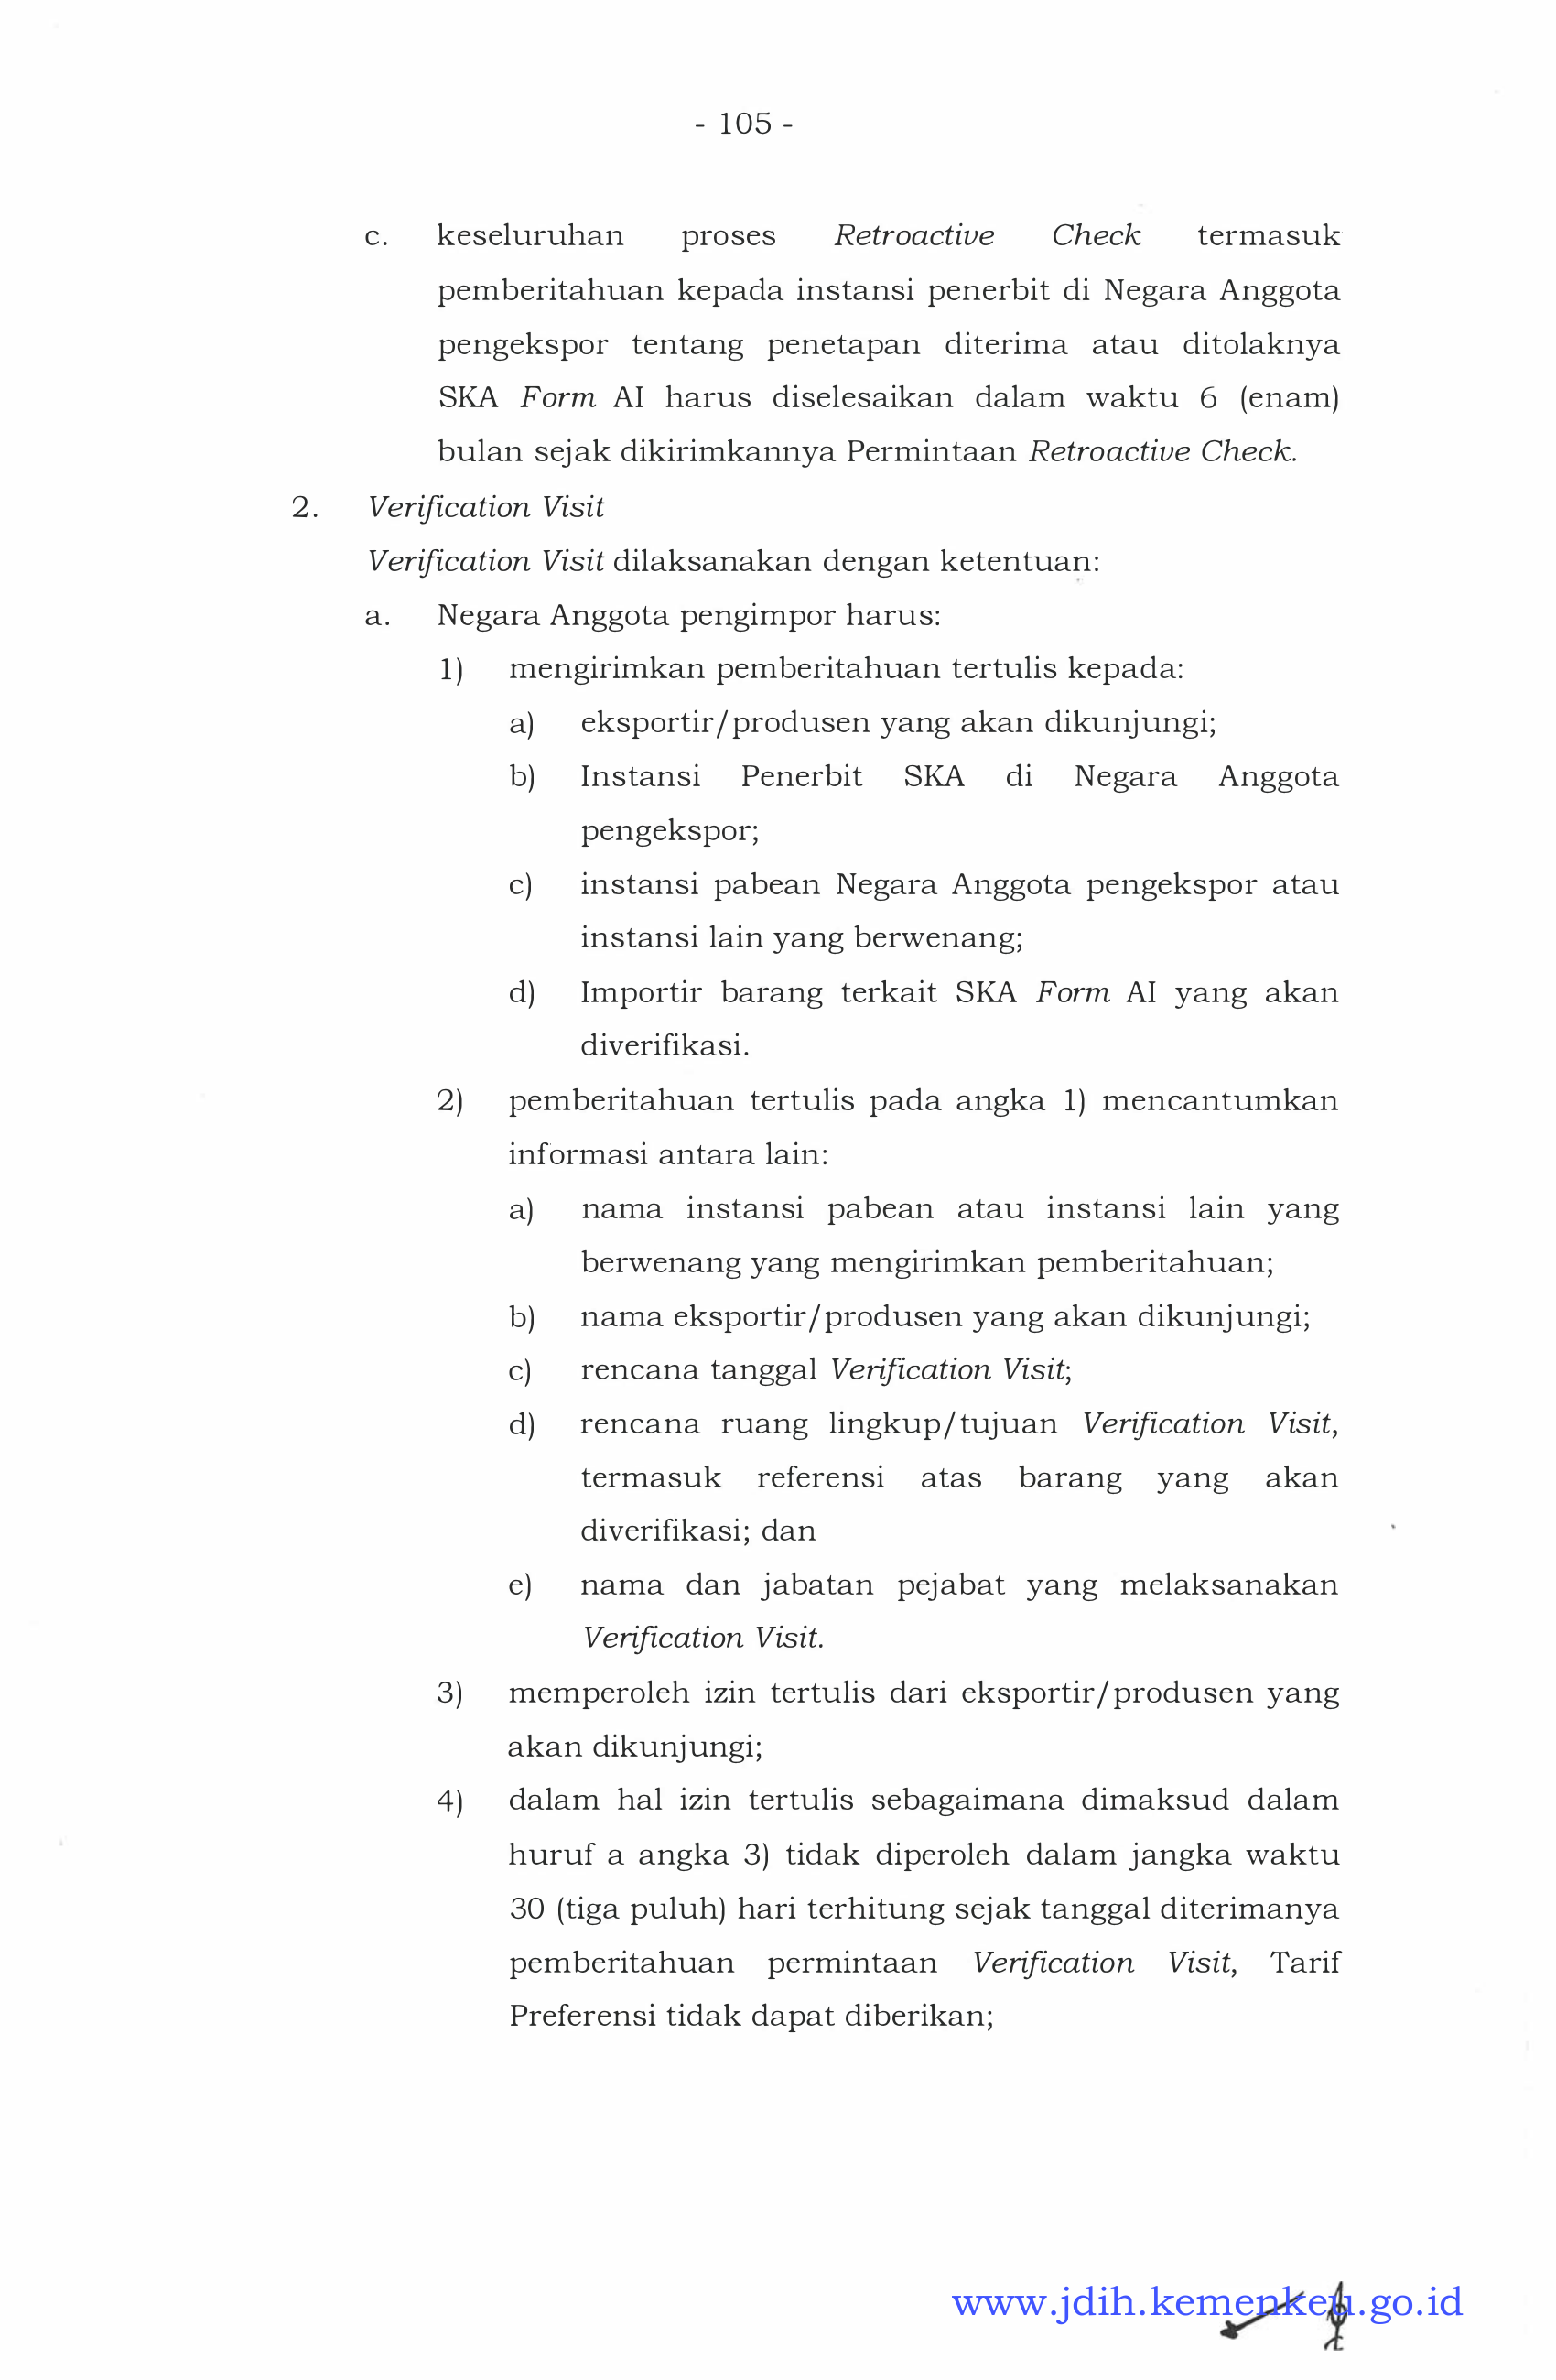 - 105 -
c. keseluruhan proses Retroactive Check termasuk
pemberitahuan kepada instansi penerbit di Negara Anggota
pengekspor tentang penetapan diterima atau ditolaknya
SKA Form AI harus diselesaikan dalam waktu 6 (enam)
bulan sejak dikirimkannya Permintaan Retroactive Check.
2. Verification Visit
Verification Visit dilaksanakan dengan ketentuan:
a. Negara Anggota pengimpor harus:
1) mengirimkan pemberitahuan tertulis kepada:
a) eksportir/produsen yang akan dikunjungi;
b) Instansi Penerbit SKA di Negara Anggota
pengekspor;
c) instansi pabean Negara Anggota pengekspor atau
instansi lain yang berwenang;
d) Importir barang terkait SKA Form AI yang akan
diverifikasi.
2) pemberitahuan tertulis pada angka 1) mencantumkan
informasi antara lain:
a) nama instansi pabean atau instansi lain yang
berwenang yang mengirimkan pemberitahuan;
b) nama eksportir/produsen yang akan dikunjungi;
c) rencana tanggal Verification Visit;
d) rencana ruang lingkup/tujuan Verification Visit,
termasuk referensi atas barang yang akan
diverifikasi; dan
e) nama dan jabatan pejabat yang melaksanakan
Verification Visit.
3) memperoleh izin tertulis dari eksportir/produsen yang
akan dikunjungi;
4) dalam hal izin tertulis sebagaimana dimaksud dalam
huruf a angka 3) tidak diperoleh dalam jangka waktu
30 (tiga puluh) hari terhitung sejak tanggal diterimanya
pemberitahuan permintaan Verification Visit, Tarif
Preferensi tidak dapat diberikan;
www.jdih.kemenkeu.go.id